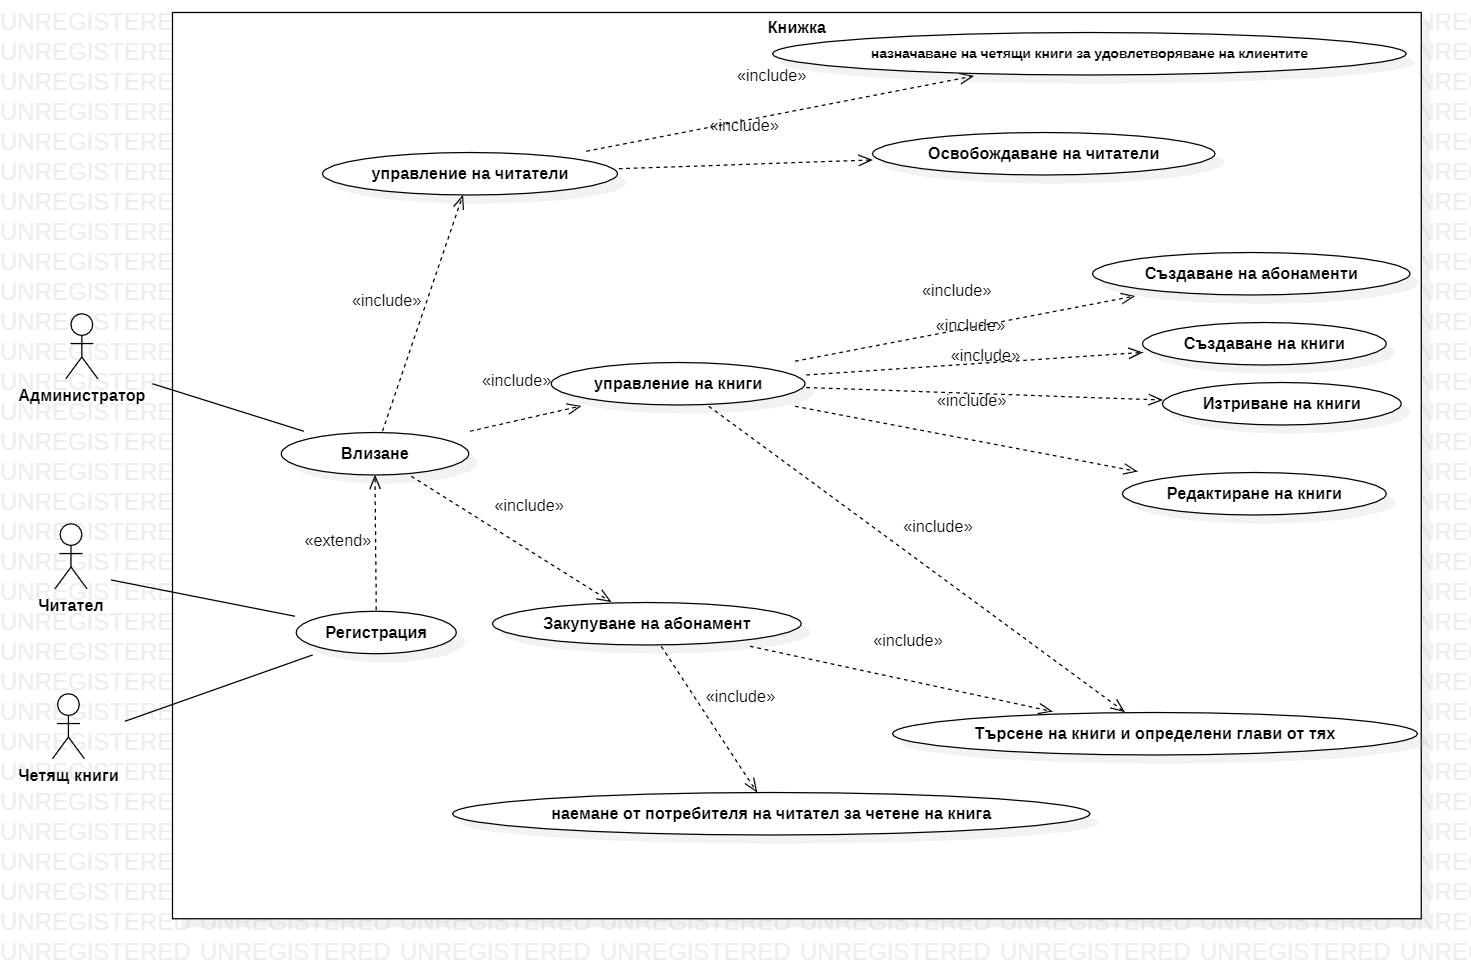 Книжка
назначаване на четящи книги за удовлетворяване на клиентите
«include»
«include»
Освобождаване на читатели
управление на читатели
Създаване на абонаменти
«include»
«include»
«include»
Създаване на книги
«include»
«include»
управление на книги
Администратор
«include»
Изтриване на книги
Влизане
Редактиране на книги
«include»
«include»
«extend»
Читател
Закупуване на абонамент
Регистрация
«include»
«include»
Търсене на книги и определени глави от тях
Четящ книги
наемане от потребителя на читател за четене на книга
UNREGISTERED UNREGISTERED UNREGISTERED UNREGISTERED UNREGISTERED UNREGISTERED UNREGISTERED